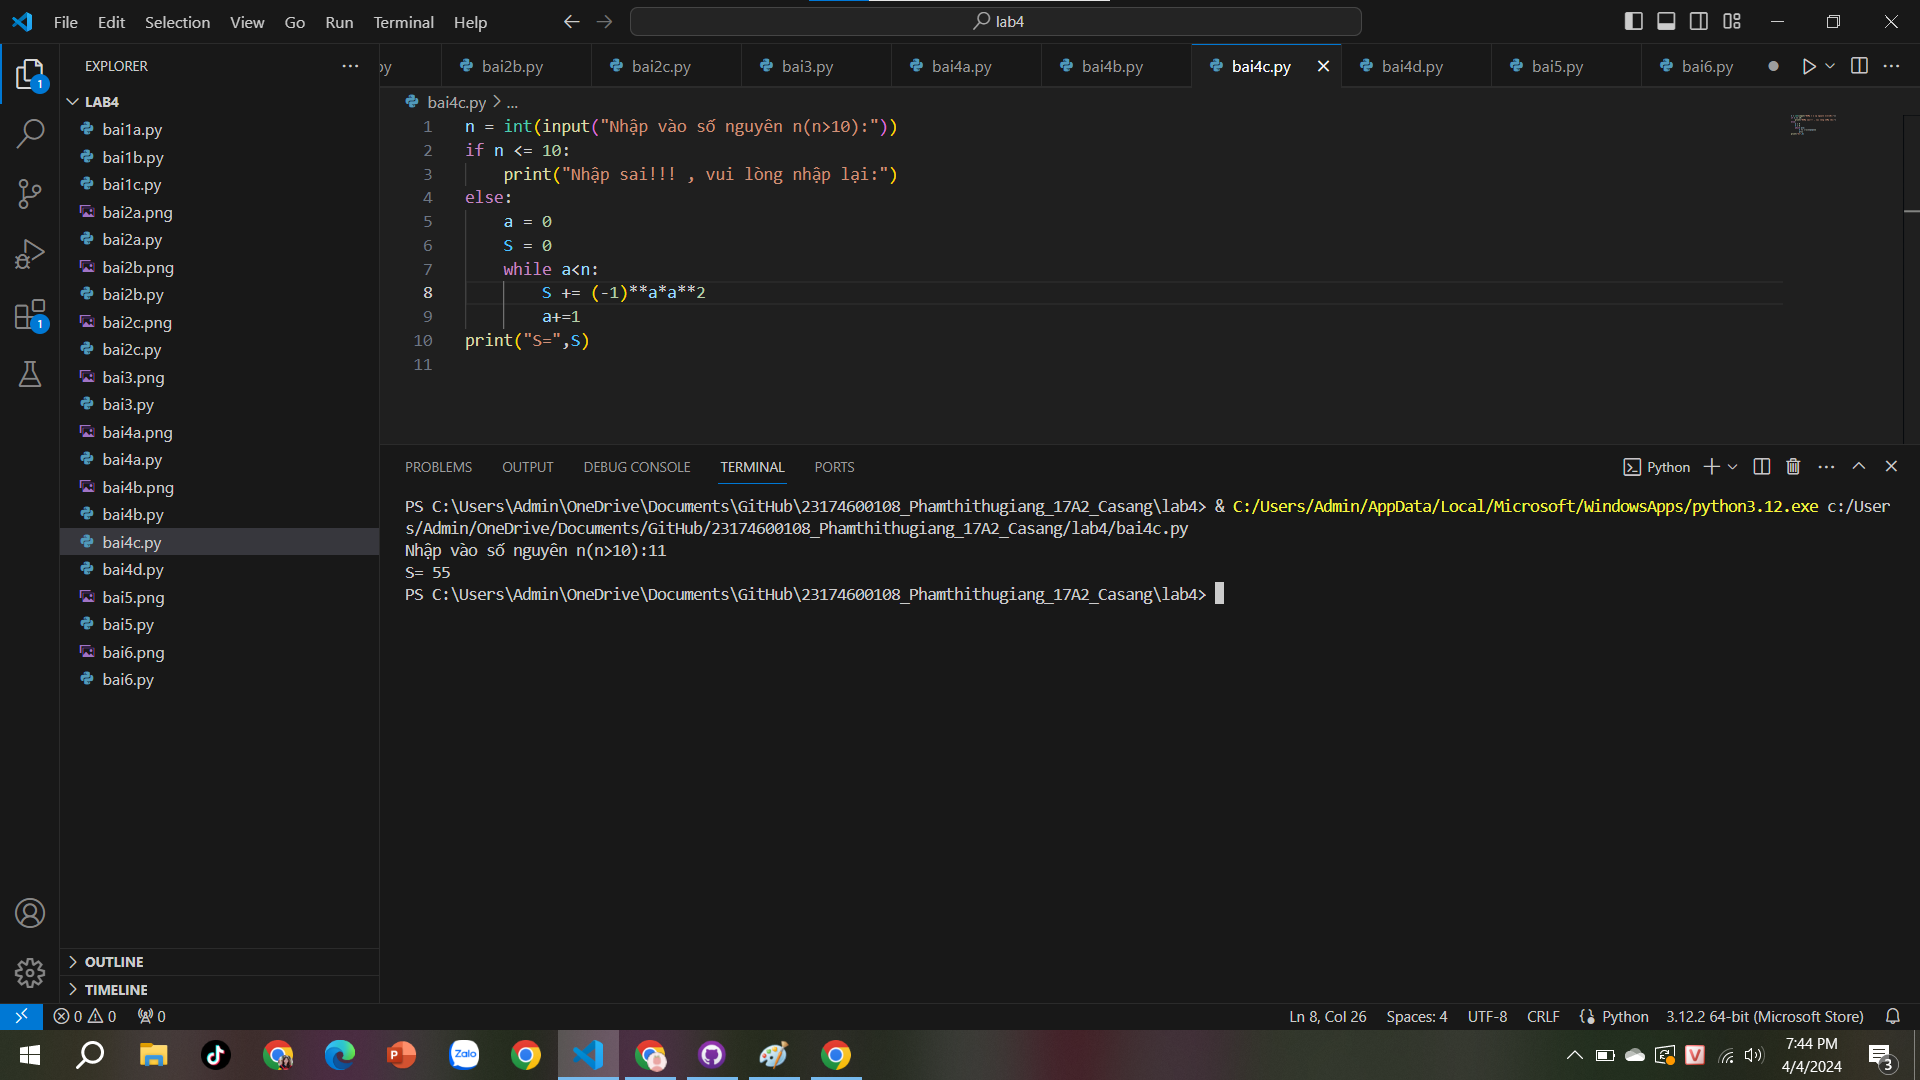 File Edit Selection View Go Run Terminal Help
lab4
EXPLORER
py bai2b.py bai2c.py bai3.py bai4a.py bai4b.py bai4c.py bai4d.py bai5.py bai6.py
1
LAB4
bai1a.py
bai1b.py
bai1c.py
bai2a.png
bai2a.py
bai2b.png
bai2b.py
bai2c.png
bai2c.py
bai3.png
bai3.py
bai4a.png
bai4a.py
bai4b.png
bai4b.py
bai4c.py
bai4d.py
bai5.png
bai5.py
bai6.png
bai6.py
1
OUTLINE
TIMELINE
bai4c.py > ...
1 n = int(input("Nhập vào số nguyên n(n>10):"))
2 if n <= 10:
3 print("Nhập sai!!! , vui lòng nhập lại:")
4 else:
5 a = 0
6 S = 0
7 while a<n:
8 S += (-1)**a*a**2
9 a+=1
10 print("S=",S)
11
PROBLEMS OUTPUT DEBUG CONSOLE TERMINAL PORTS
Python
PS C:\Users\Admin\OneDrive\Documents\GitHub\23174600108_Phamthithugiang_17A2_Casang\lab4> & C:/Users/Admin/AppData/Local/Microsoft/WindowsApps/python3.12.exe c:/User
s/Admin/OneDrive/Documents/GitHub/23174600108_Phamthithugiang_17A2_Casang/lab4/bai4c.py
Nhập vào số nguyên n(n>10):11
S= 55
PS C:\Users\Admin\OneDrive\Documents\GitHub\23174600108_Phamthithugiang_17A2_Casang\lab4>
0 0 0
Ln 8, Col 26 Spaces: 4 UTF-8 CRLF Python 3.12.2 64-bit (Microsoft Store)
Zalo
V
7:44 PM
4/4/2024
3